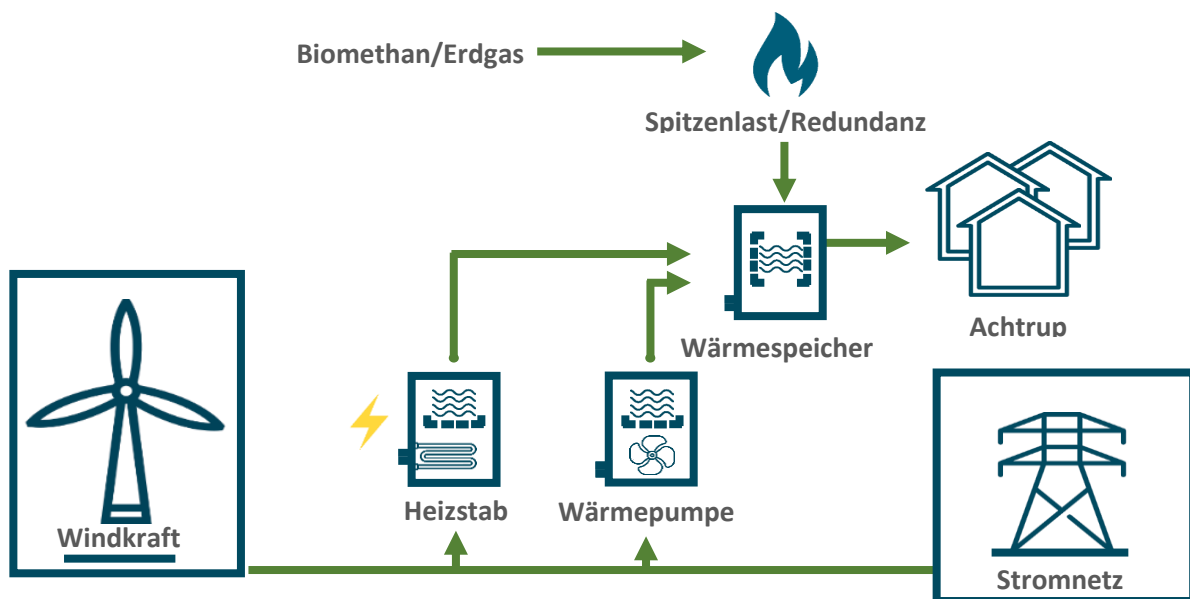 Biomethan/Erdgas
Spitzenlast/Redundanz
Achtrup
Wärmespeicher
Heizstab
Wärmepumpe
Windkraft
Stromnetz